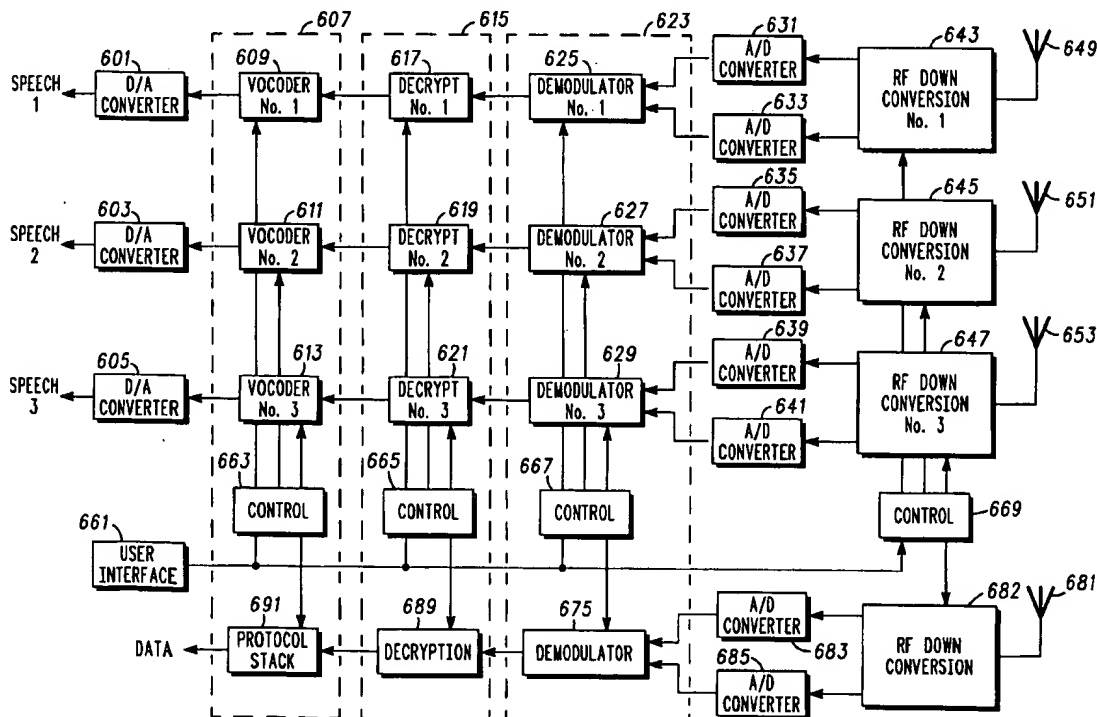 607
615
623
SPEECH
1
601
D/A
CONVERTER
609
VOCODER
No. 1
617
DECRYPT
No. 1
625
DEMODULATOR
No. 1
631
A/D
CONVERTER
633
A/D
CONVERTER
643
RF DOWN
CONVERSION
No. 1
649
SPEECH
2
603
D/A
CONVERTER
611
VOCODER
No. 2
619
DECRYPT
No. 2
627
DEMODULATOR
No. 2
635
A/D
CONVERTER
637
A/D
CONVERTER
645
RF DOWN
CONVERSION
No. 2
651
SPEECH
3
605
D/A
CONVERTER
613
VOCODER
No. 3
621
DECRYPT
No. 3
629
DEMODULATOR
No. 3
639
A/D
CONVERTER
641
A/D
CONVERTER
647
RF DOWN
CONVERSION
No. 3
653
663
CONTROL
665
CONTROL
667
CONTROL
CONTROL
669
661
USER
INTERFACE
DATA
691
PROTOCOL
STACK
689
DECRYPTION
675
DEMODULATOR
A/D
CONVERTER
683
685
A/D
CONVERTER
682
RF DOWN
CONVERSION
681